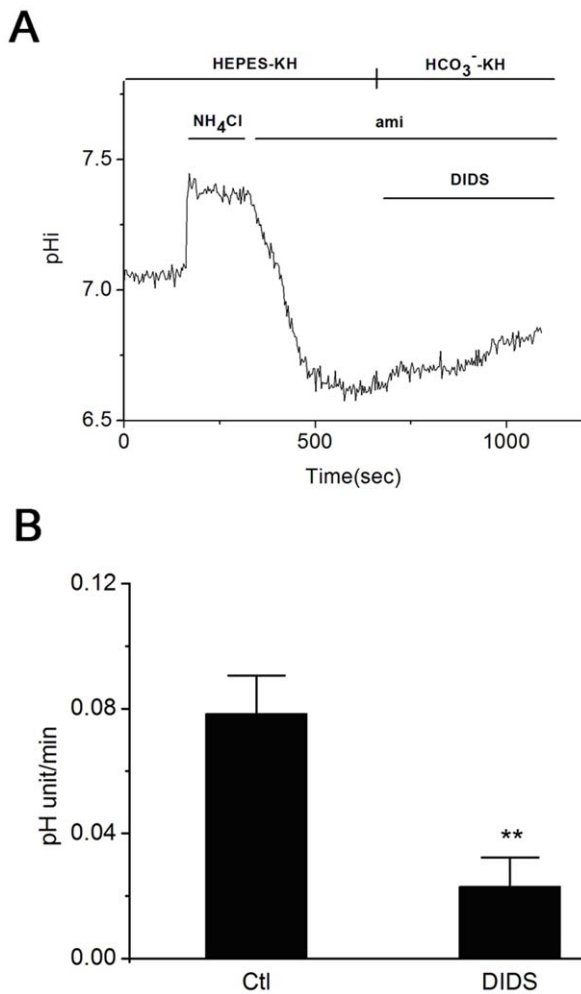 A
HEPES-KH HCO3⁻-KH
NH4Cl ami
DIDS
7.5
7.0
6.5
pHi
0 500 1000
Time(sec)
B
0.12
0.08
0.04
0.00
pH unit/min
**
Ctl DIDS